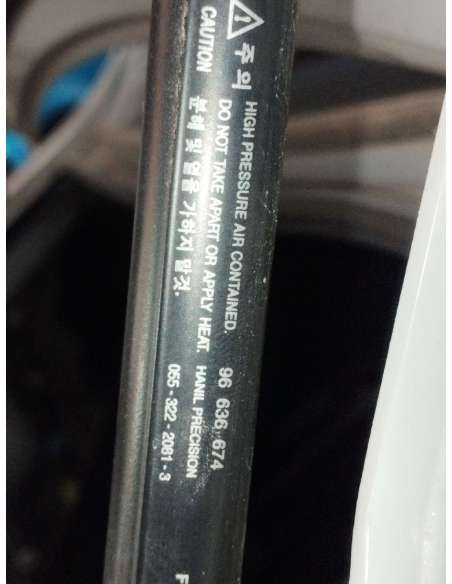 주 의
CAUTION
HIGH PRESSURE AIR CONTAINED.
DO NOT TAKE APART OR APPLY HEAT.
분해 및 열을 가하지 말것.
96 636 674
HANIL PRECISION
055 - 322 - 2081 - 3
F